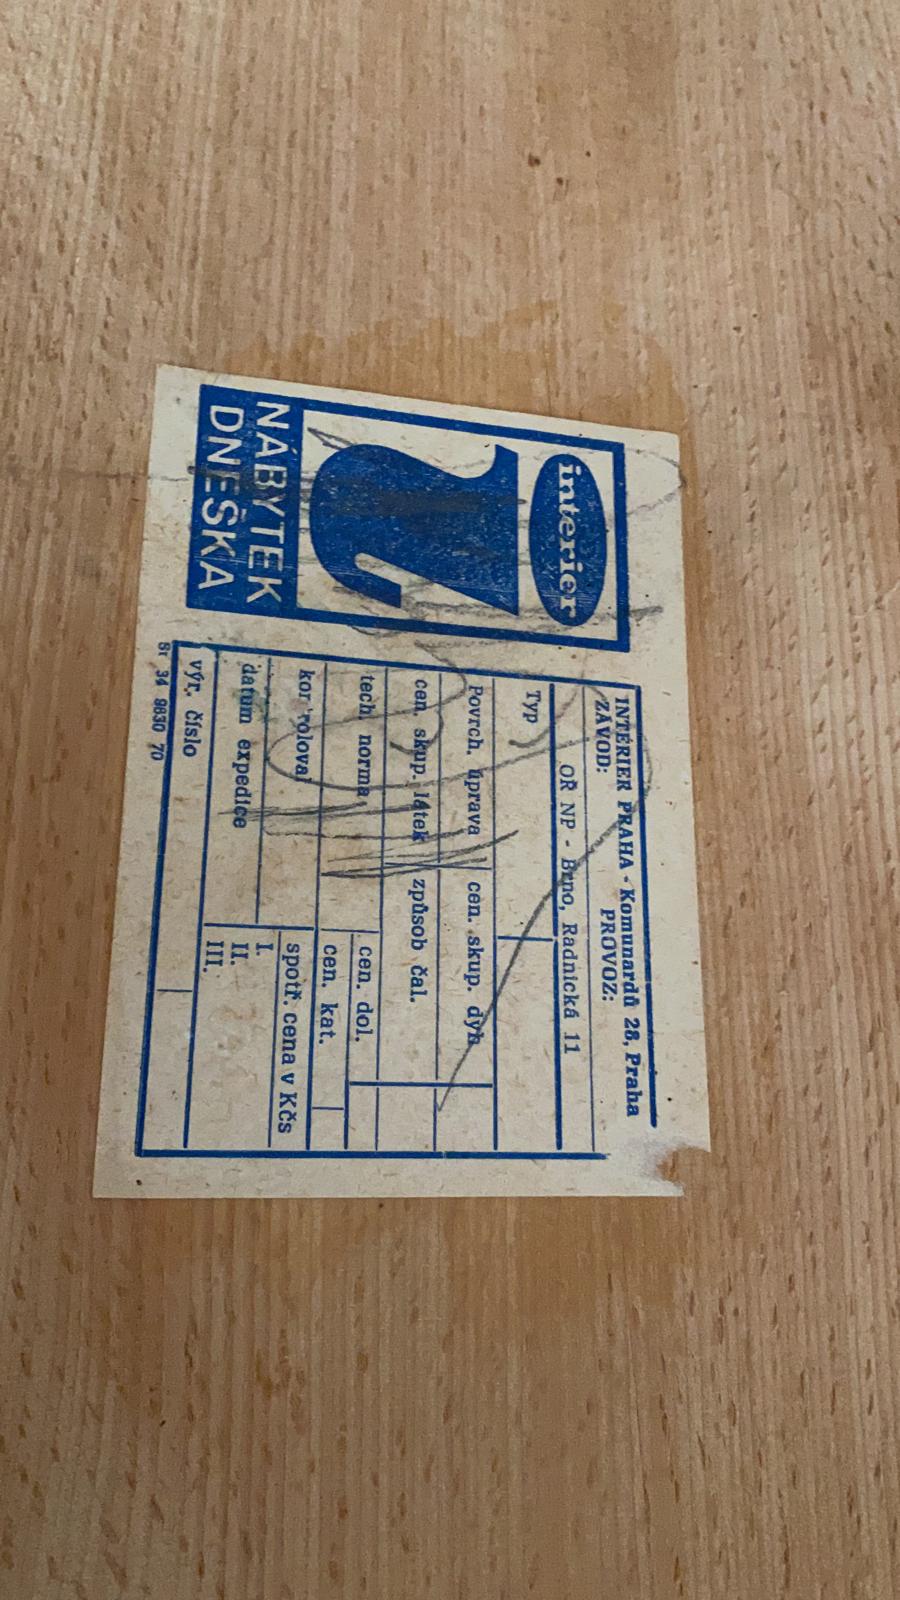 interier
NÁBYTEK
DNEŠKA
INTERIÉR PRAHA - Komunardů 28, Praha
ZÁVOD: PROVOZ:
OŘ NP - Brno, Radnická 11
Typ
Povrch. úprava cen. skup. dýh
cen. skup. látek způsob čal.
tech. norma cen. dol.
kontroloval cen. kat.
datum expedice spotř. cena v Kčs
I.
II.
III.
výr. číslo
Sr 34 9830 70